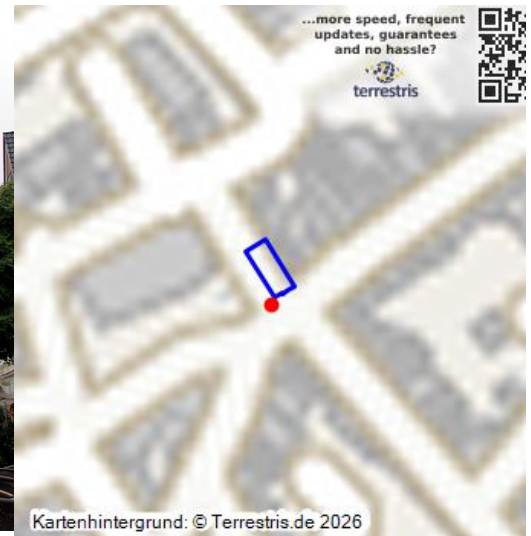 ...more speed, frequent
updates, guarantees
and no hassle?
terrestris
Kartenhintergrund: © Terrestris.de 2026